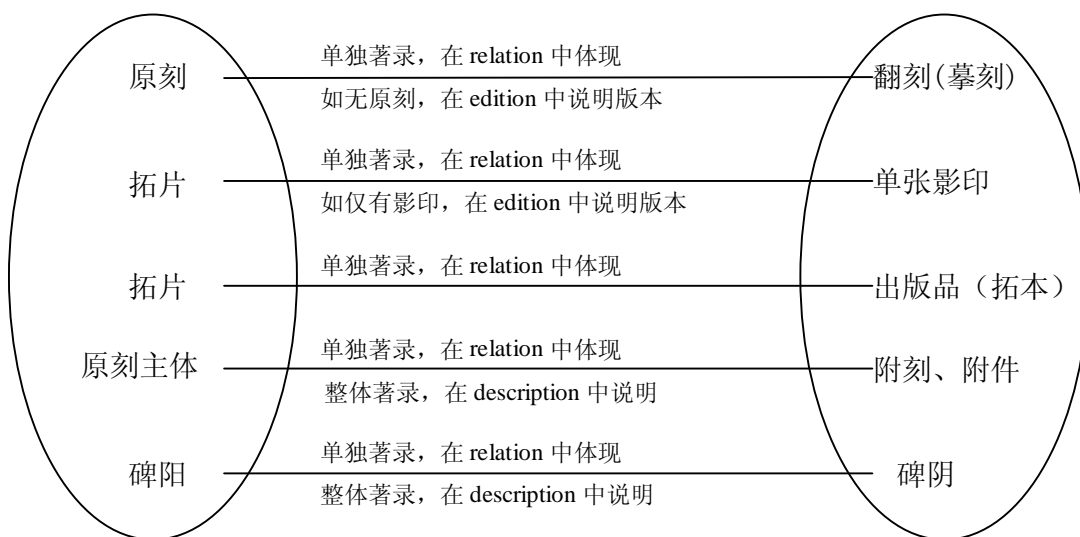 单独著录，在 relation 中体现
原刻
翻刻(摹刻)
如无原刻，在 edition 中说明版本
单独著录，在 relation 中体现
拓片
单张影印
如仅有影印，在 edition 中说明版本
单独著录，在 relation 中体现
拓片
出版品（拓本）
单独著录，在 relation 中体现
原刻主体
附刻、附件
整体著录，在 description 中说明
单独著录，在 relation 中体现
碑阳
碑阴
整体著录，在 description 中说明